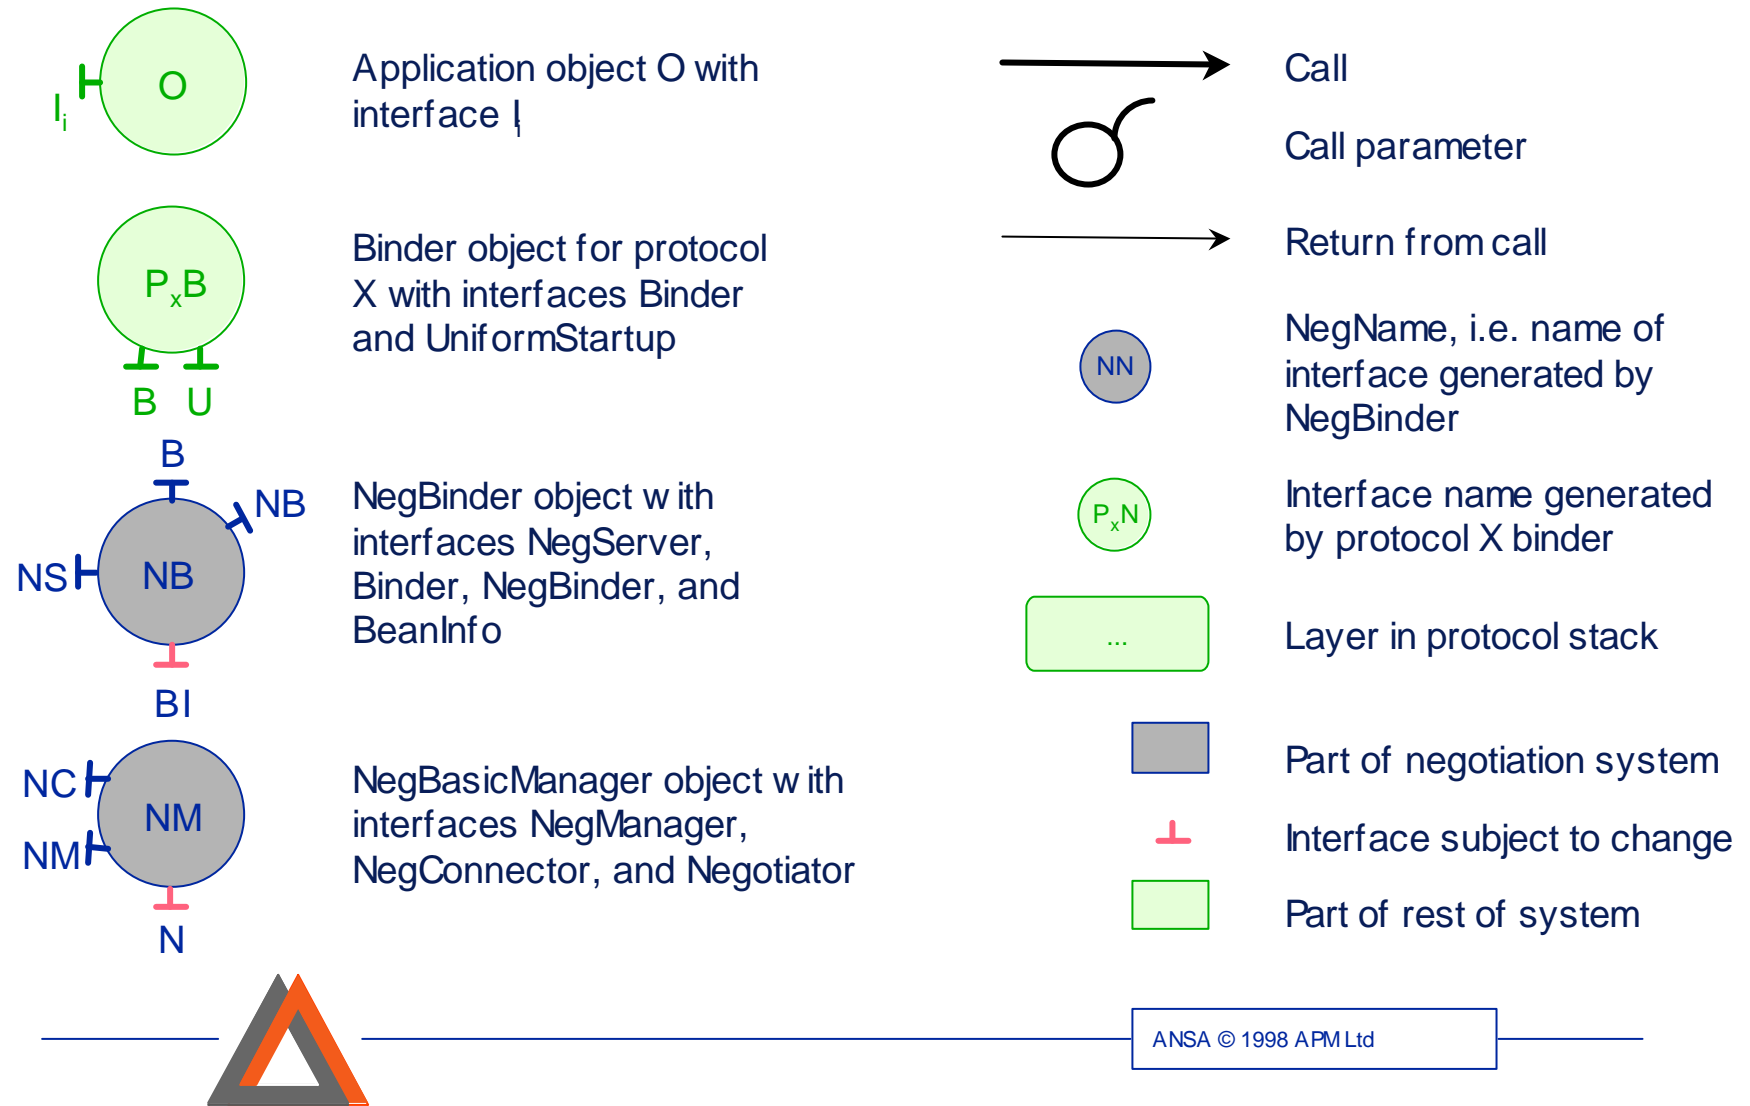 O
I i
Application object O with
interface I i
P x B
B U
Binder object for protocol
X with interfaces Binder
and UniformStartup
B
NB
NS
NB
BI
NegBinder object with
interfaces NegServer,
Binder, NegBinder, and
BeanInfo
NC
NM
NM
N
NegBasicManager object with
interfaces NegManager,
NegConnector, and Negotiator
Call
Call parameter
Return from call
NN
NegName, i.e. name of
interface generated by
NegBinder
P x N
Interface name generated
by protocol X binder
...
Layer in protocol stack
Part of negotiation system
Interface subject to change
Part of rest of system
ANSA © 1998 APM Ltd